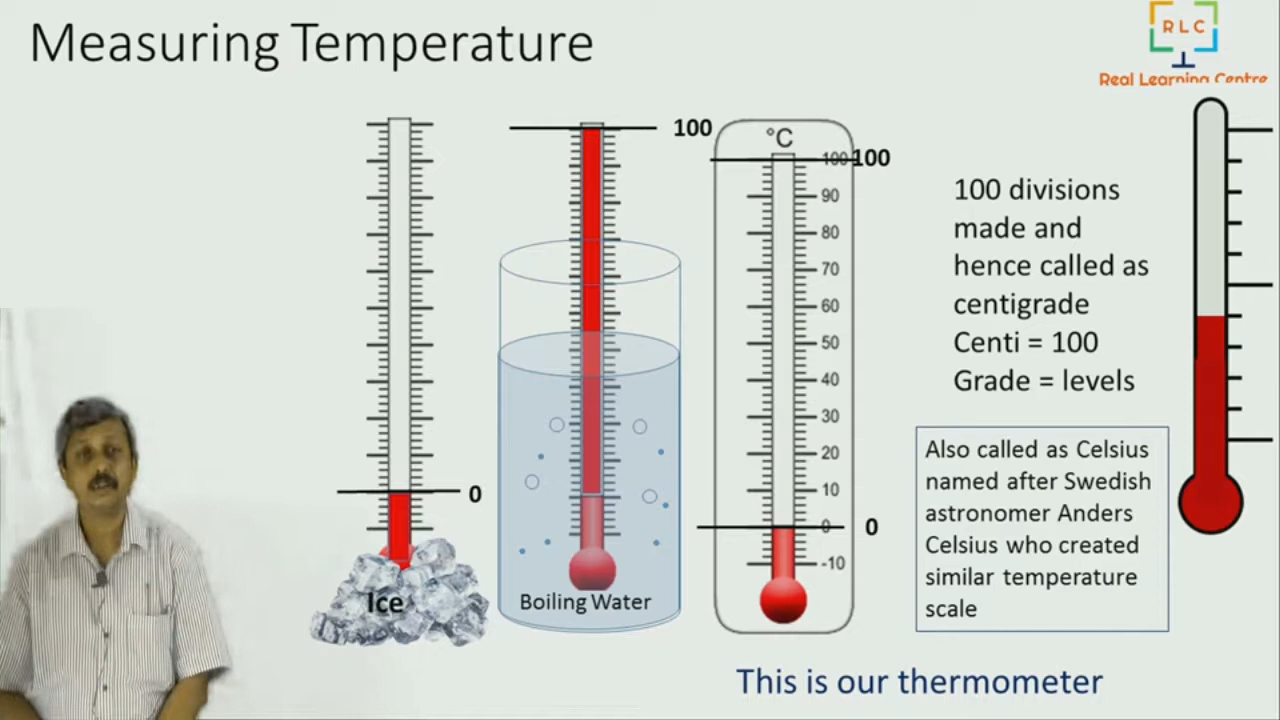 Measuring Temperature
R L C
Real Learning Centre
100
°C
100
100
90
80
70
60
50
40
30
20
10
0
-10
0
0
Ice
Boiling Water
100 divisions
made and
hence called as
centigrade
Centi = 100
Grade = levels
Also called as Celsius
named after Swedish
astronomer Anders
Celsius who created
similar temperature
scale
This is our thermometer